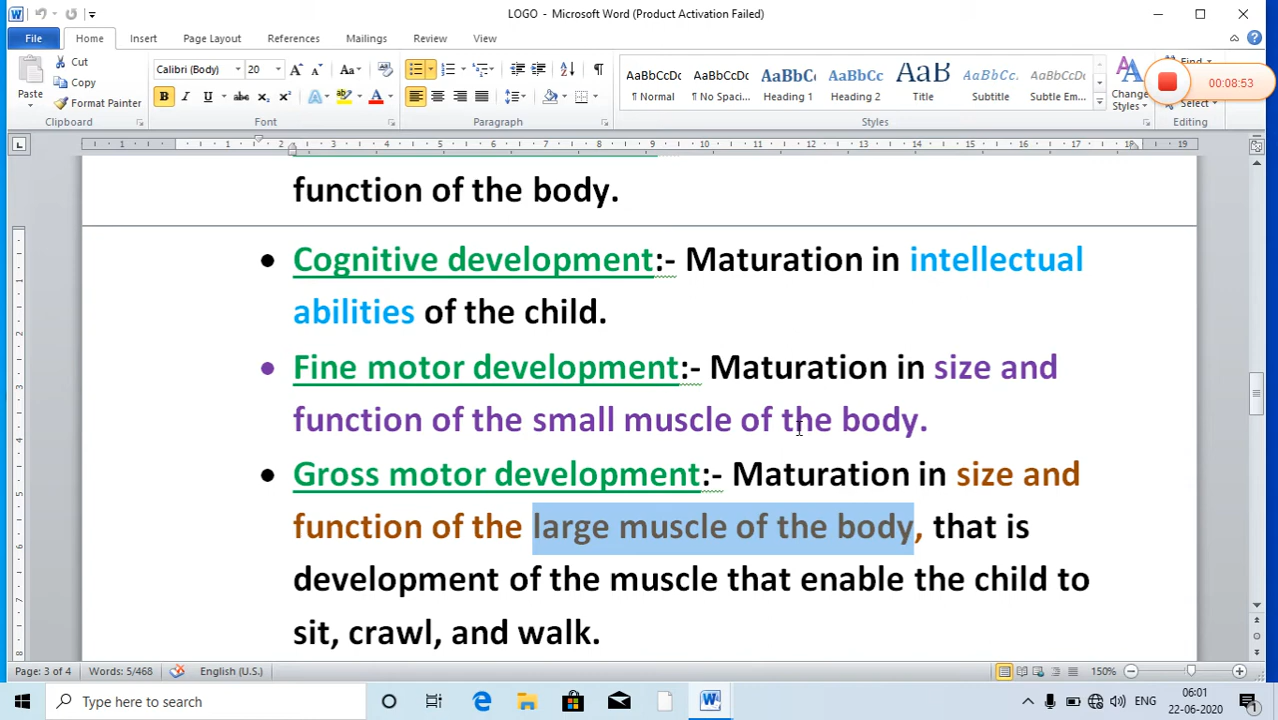 LOGO - Microsoft Word (Product Activation Failed)
File Home Insert Page Layout References Mailings Review View
Cut
Copy
Format Painter
Paste
Calibri (Body) 20
AaBbCcDc AaBbCcDc AaBbC AaBbCc AaB AaBbCc. AaBbCcDc
¶ Normal ¶ No Spaci... Heading 1 Heading 2 Title Subtitle Subtle Em...
Change Styles
Find
Select
00:08:53
Clipboard Font Paragraph Styles Editing
function of the body.
• Cognitive development:- Maturation in intellectual
abilities of the child.
• Fine motor development:- Maturation in size and
function of the small muscle of the body.
• Gross motor development:- Maturation in size and
function of the large muscle of the body, that is
development of the muscle that enable the child to
sit, crawl, and walk.
Page: 3 of 4 Words: 5/468 English (U.S.) 150%
Type here to search
ENG
06:01
22-06-2020